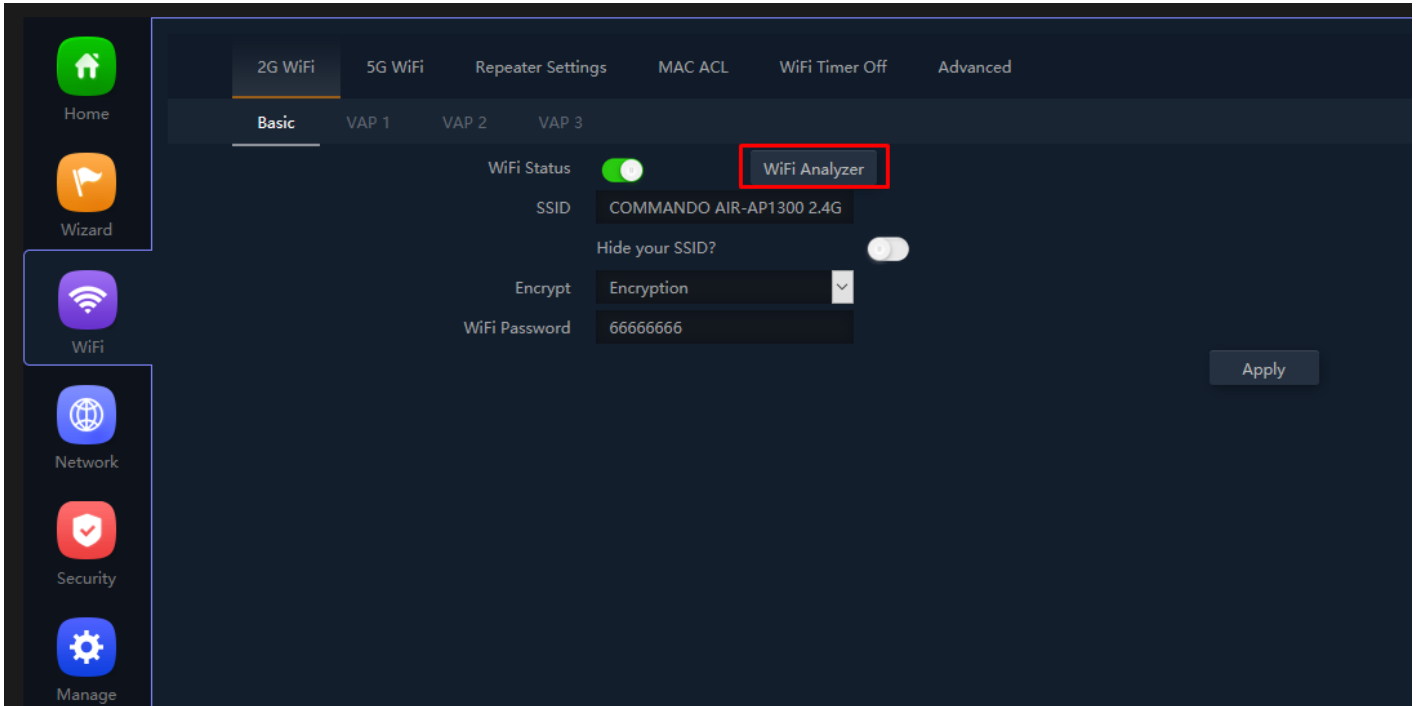 Home
Wizard
WiFi
Network
Security
Manage
2G WiFi 5G WiFi Repeater Settings MAC ACL WiFi Timer Off Advanced
Basic VAP 1 VAP 2 VAP 3
WiFi Status WiFi Analyzer
SSID COMMANDO AIR-AP1300 2.4G
Hide your SSID?
Encrypt Encryption
WiFi Password 66666666
Apply